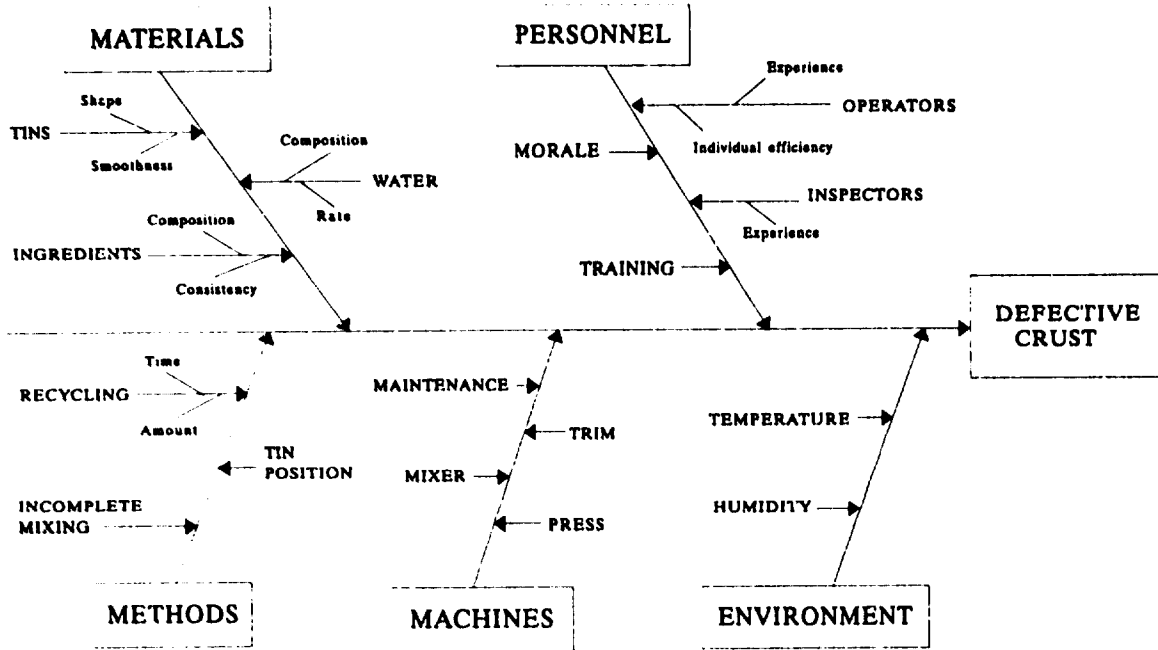 MATERIALS
PERSONNEL
Shape
TINS
Smoothness
Composition
WATER
Rate
Composition
INGREDIENTS
Consistency
Experience
OPERATORS
Individual efficiency
MORALE
INSPECTORS
Experience
TRAINING
DEFECTIVE
CRUST
Time
RECYCLING
Amount
TIN
POSITION
INCOMPLETE
MIXING
MAINTENANCE
TRIM
MIXER
PRESS
TEMPERATURE
HUMIDITY
METHODS
MACHINES
ENVIRONMENT